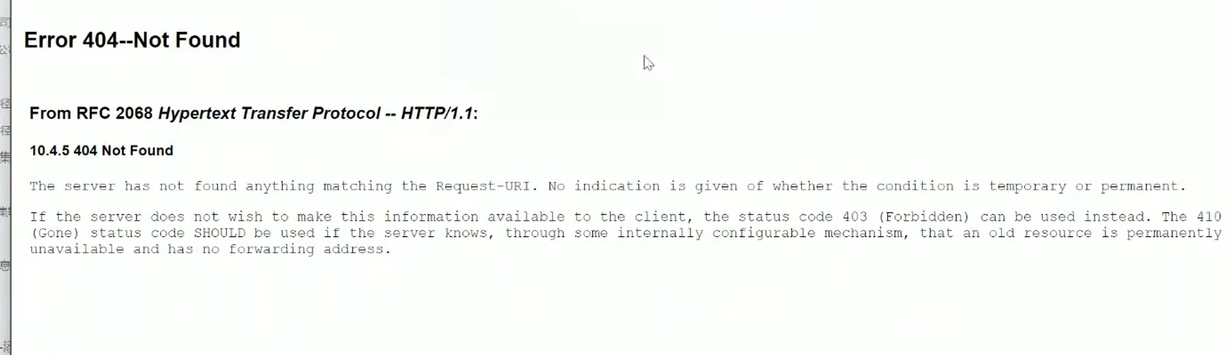 Error 404--Not Found
From RFC 2068 Hypertext Transfer Protocol -- HTTP/1.1:
10.4.5 404 Not Found
The server has not found anything matching the Request-URI. No indication is given of whether the condition is temporary or permanent.
If the server does not wish to make this information available to the client, the status code 403 (Forbidden) can be used instead. The 410
(Gone) status code SHOULD be used if the server knows, through some internally configurable mechanism, that an old resource is permanently
unavailable and has no forwarding address.